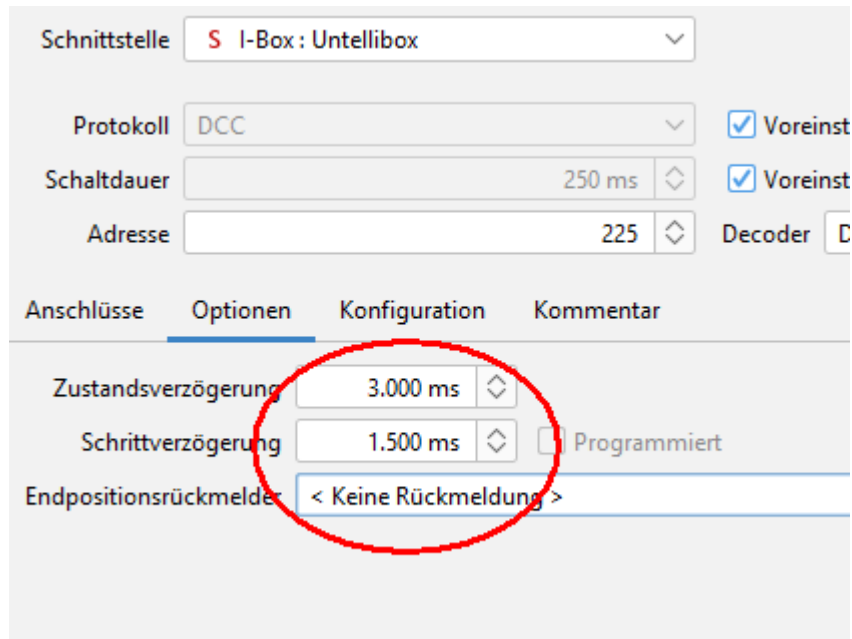 Schnittstelle S I-Box : Untellibox
Protokoll DCC Voreinst
Schaltdauer 250 ms Voreinst
Adresse 225 Decoder D
Anschlüsse Optionen Konfiguration Kommentar
Zustandsverzögerung 3.000 ms
Schrittverzögerung 1.500 ms Programmiert
Endpositionsrückmelder < Keine Rückmeldung >